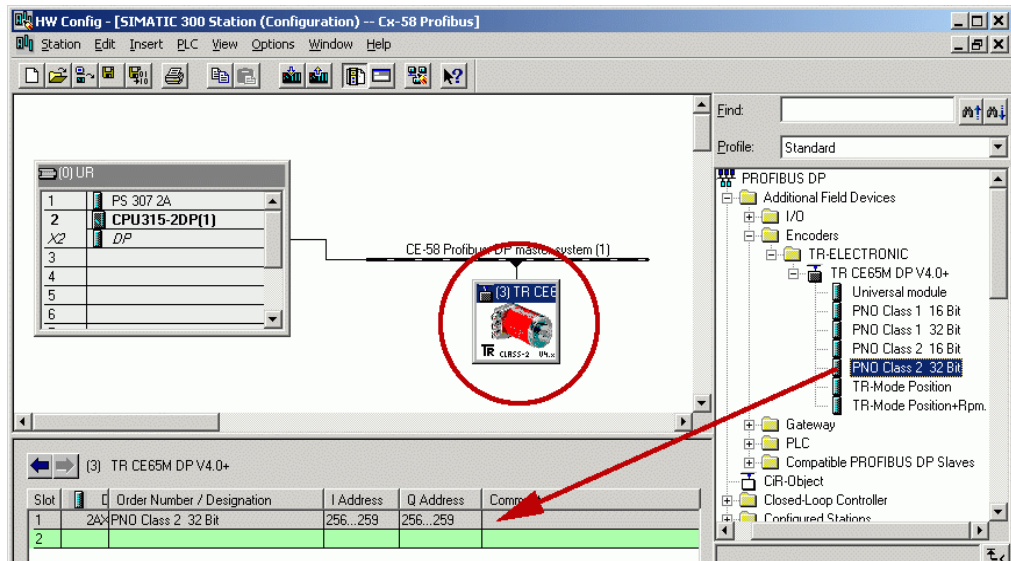 HW Config - [SIMATIC 300 Station (Configuration) -- Cx-58 Profibus]
Station Edit Insert PLC View Options Window Help
Find:
Profile: Standard
(0) UR
1 PS 307 2A
2 CPU315-2DP(1)
X2 DP
3
4
5
6
CE-58 Profibus: DP master system (1)
(3) TR CE6
TR CLASS-2 V4.x
PROFIBUS DP
Additional Field Devices
I/O
Encoders
TR-ELECTRONIC
TR CE65M DP V4.0+
Universal module
PNO Class 1 16 Bit
PNO Class 1 32 Bit
PNO Class 2 16 Bit
PNO Class 2 32 Bit
TR-Mode Position
TR-Mode Position+Rpm.
Gateway
PLC
Compatible PROFIBUS DP Slaves
CiR-Object
Closed-Loop Controller
Configured Stations
(3) TR CE65M DP V4.0+
Slot D Order Number / Designation I Address Q Address Comment
1 2AX PNO Class 2 32 Bit 256...259 256...259
2